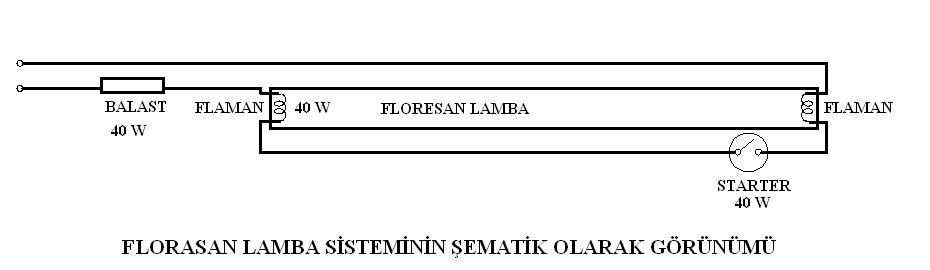 BALAST
40 W
FLAMAN
40 W
FLORESAN LAMBA
FLAMAN
STARTER
40 W
FLORASAN LAMBA SİSTEMİNİN ŞEMATİK OLARAK GÖRÜNÜMÜ